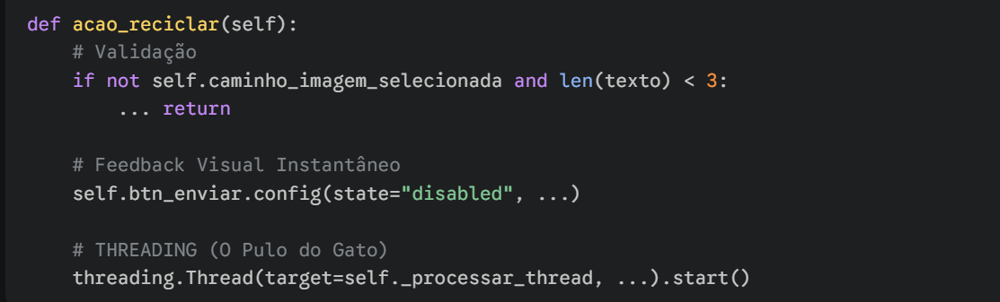 def acao_reciclar(self):
# Validação
if not self.caminho_imagem_selecionada and len(texto) < 3:
... return
# Feedback Visual Instantâneo
self.btn_enviar.config(state="disabled", ...)
# THREADING (O Pulo do Gato)
threading.Thread(target=self._processar_thread, ...).start()